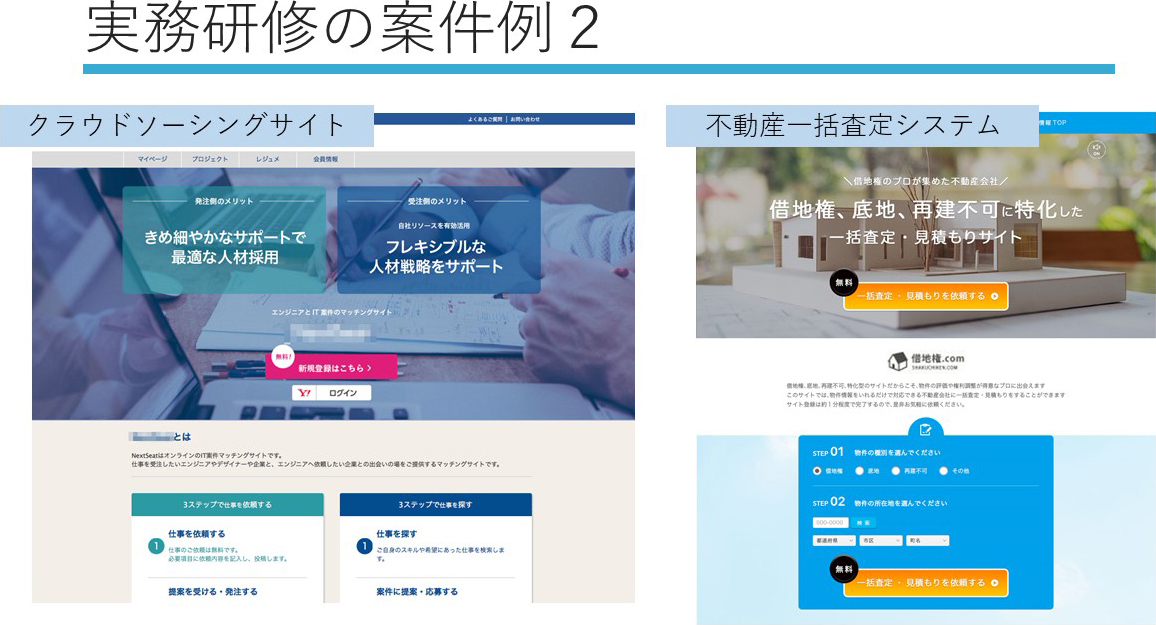 実務研修の案件例２
クラウドソーシングサイト
よくあるご質問 | お問い合わせ
マイページ プロジェクト レジュメ 会員情報
発注側のメリット
きめ細やかなサポートで
最適な人材採用
受注側のメリット
自社リソースを有効活用
フレキシブルな
人材戦略をサポート
エンジニアとIT案件のマッチングサイト
無料!
新規登録はこちら
Y! ログイン
とは
NextSeatはオンラインのIT案件マッチングサイトです。
仕事を受注したいエンジニアやデザイナーや企業と、エンジニアへ依頼したい企業との出会いの場をご提供するマッチングサイトです。
3ステップで仕事を依頼する
仕事を依頼する
1
仕事のご依頼は無料です。
必要項目に依頼内容を記入し、投稿します。
提案を受ける・発注する
3ステップで仕事を探す
仕事を探す
1
ご自身のスキルや希望にあった仕事を検索しま
す。
案件に提案・応募する
不動産一括査定システム
情報TOP
ON
＼借地権のプロが集めた不動産会社／
借地権、底地、再建不可に特化した
一括査定・見積もりサイト
無料
一括査定・見積もりを依頼する
借地権.com
SHAKUCHIKEN.COM
借地権、底地、再建不可、特化型のサイトだからこそ、物件の評価や権利調整が得意なプロに出会えます
このサイトでは、物件情報をいれるだけで対応できる不動産会社に一括査定・見積もりをすることができます
サイト登録は約1分程度で完了するので、是非お気軽に依頼ください。
STEP 01 物件の種別を選んでください
借地権 底地 再建不可 その他
STEP 02 物件の所在地を選んでください
000-0000 検索
都道府県 市区 町名
無料
一括査定・見積もりを依頼する